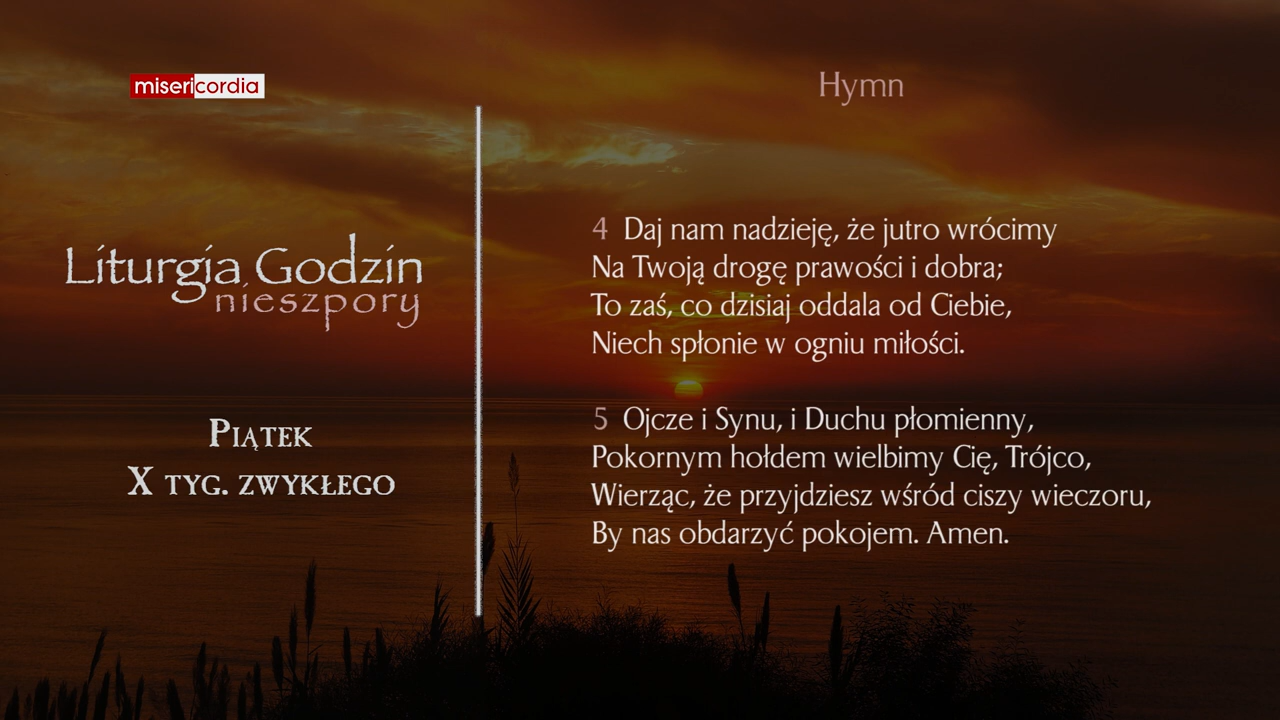 misericordia
Liturgia Godzin
nieszpory
Piątek
X tyg. zwykłego
Hymn
4 Daj nam nadzieję, że jutro wrócimy
Na Twoją drogę prawości i dobra;
To zaś, co dzisiaj oddala od Ciebie,
Niech spłonie w ogniu miłości.
5 Ojcze i Synu, i Duchu płomienny,
Pokornym hołdem wielbimy Cię, Trójco,
Wierząc, że przyjdziesz wśród ciszy wieczoru,
By nas obdarzyć pokojem. Amen.